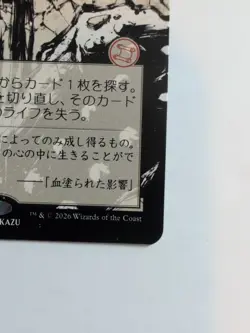 からカード1枚を探す。
を切り直し、そのカード
のライフを失う。
によってのみ成し得るもの。
の心の中に生きることがで
──「血塗られた影響」
KAZU
™ & © 2026 Wizards of the Coast